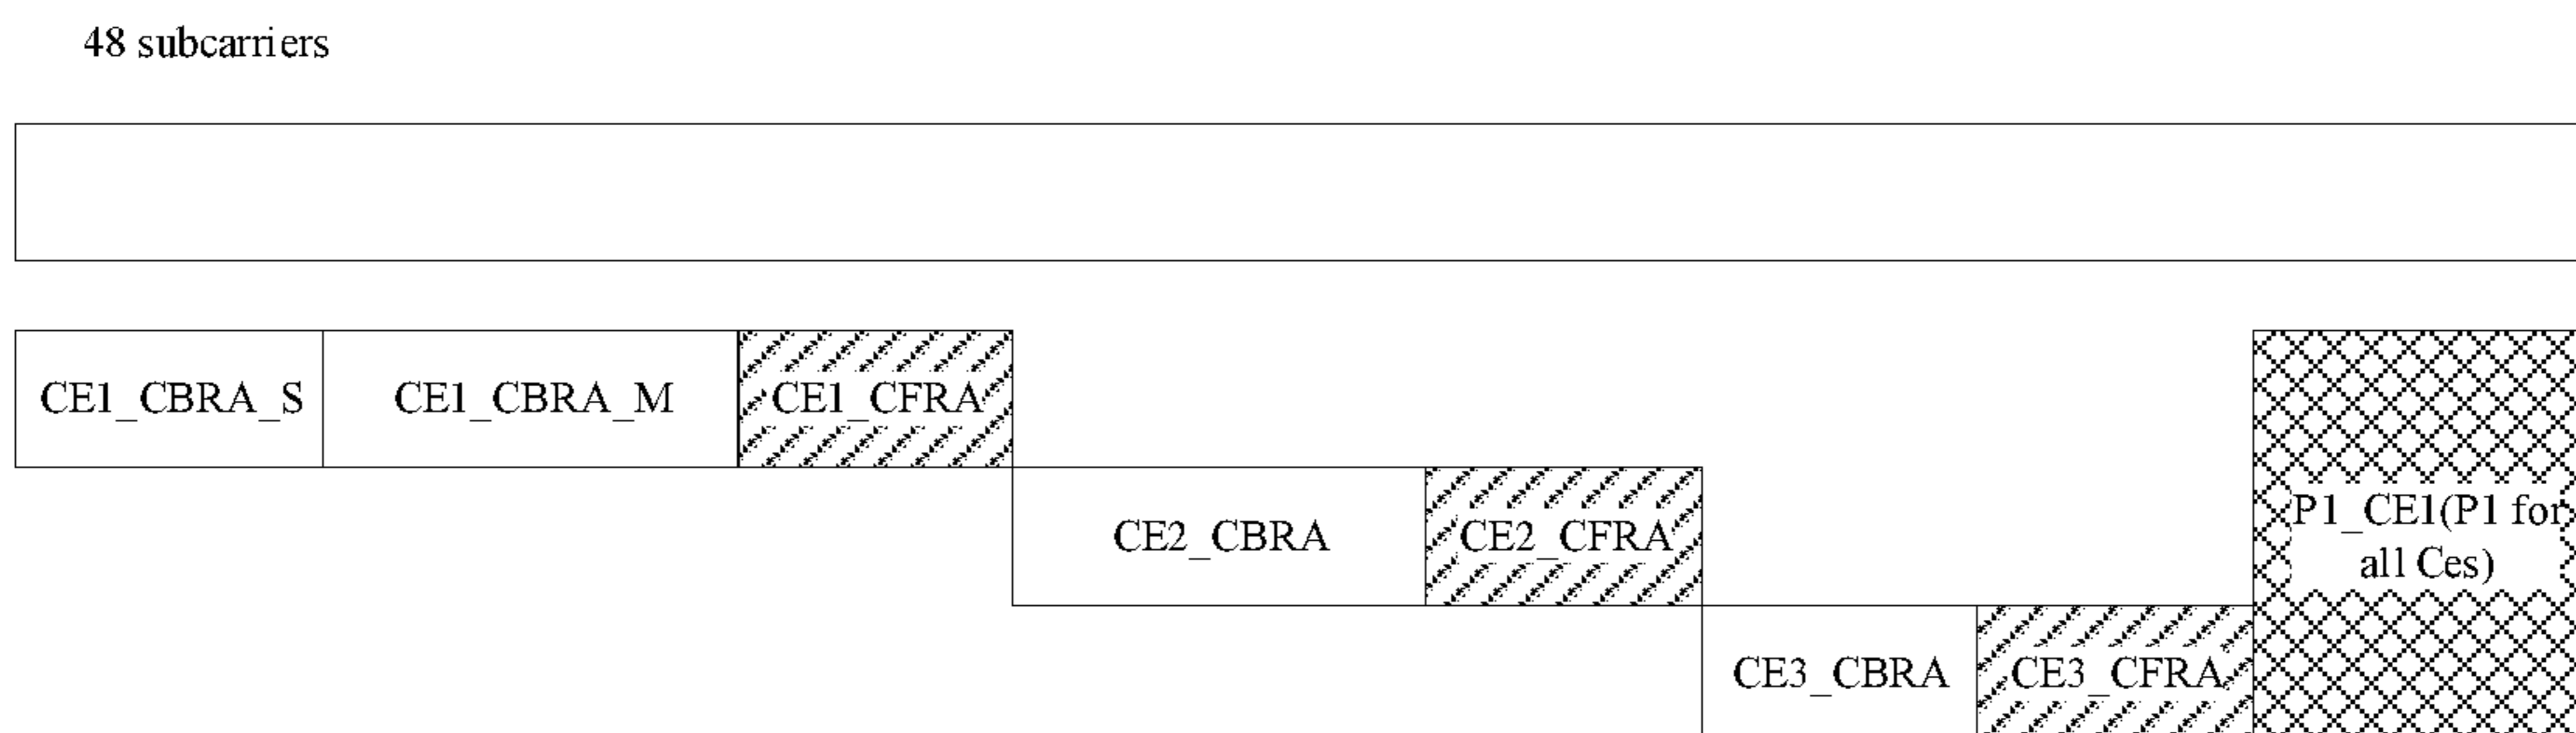 48 subcarriers
CE1_CBRA_S
CE1_CBRA_M
CE1_CFRA
CE2_CBRA
CE2_CFRA
P1_CE1(P1 for
all Ces)
CE3_CBRA
CE3_CFRA